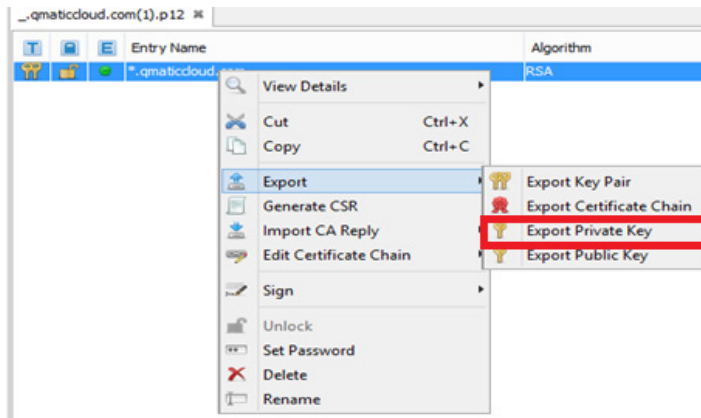 _.qmaticcloud.com(1).p12
T E Entry Name Algorithm
*.qmaticcloud.com RSA
View Details
Cut Ctrl+X
Copy Ctrl+C
Export
Generate CSR
Import CA Reply
Edit Certificate Chain
Sign
Unlock
Set Password
Delete
Rename
Export Key Pair
Export Certificate Chain
Export Private Key
Export Public Key